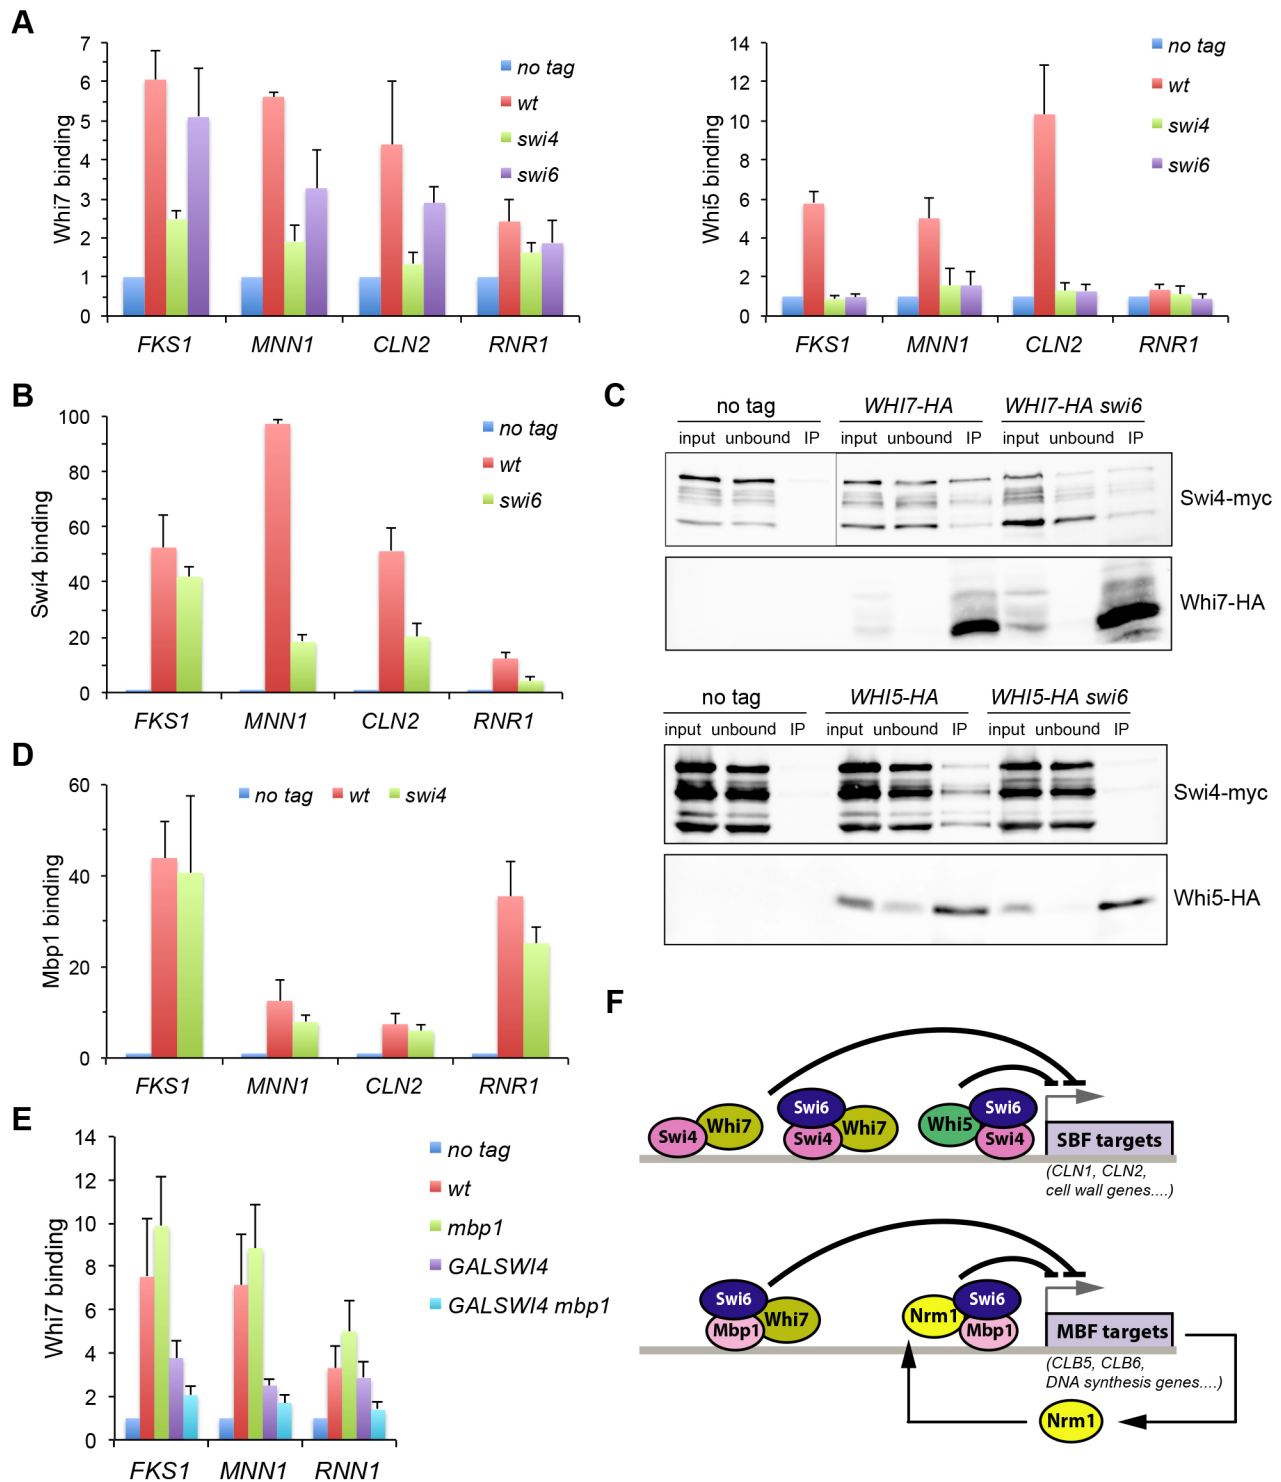 A
Whi7 binding
7
6
5
4
3
2
1
0
no tag
wt
swi4
swi6
FKS1 MNN1 CLN2 RNR1
Whi5 binding
14
12
10
8
6
4
2
0
no tag
wt
swi4
swi6
FKS1 MNN1 CLN2 RNR1
B
Swi4 binding
100
80
60
40
20
0
no tag
wt
swi6
FKS1 MNN1 CLN2 RNR1
C
no tag WHI7-HA WHI7-HA swi6
input unbound IP input unbound IP input unbound IP
Swi4-myc
Whi7-HA
no tag WHI5-HA WHI5-HA swi6
input unbound IP input unbound IP input unbound IP
Swi4-myc
Whi5-HA
D
Mbp1 binding
60
40
20
0
no tag wt swi4
FKS1 MNN1 CLN2 RNR1
E
Whi7 binding
14
12
10
8
6
4
2
0
no tag
wt
mbp1
GALSWI4
GALSWI4 mbp1
FKS1 MNN1 RNN1
F
Swi4 Whi7
Swi6
Swi4 Whi7
Whi5 Swi6
Swi4
SBF targets
(CLN1, CLN2,
cell wall genes....)
Swi6
Mbp1 Whi7
Nrm1 Swi6
Mbp1
MBF targets
(CLB5, CLB6,
DNA synthesis genes....)
Nrm1